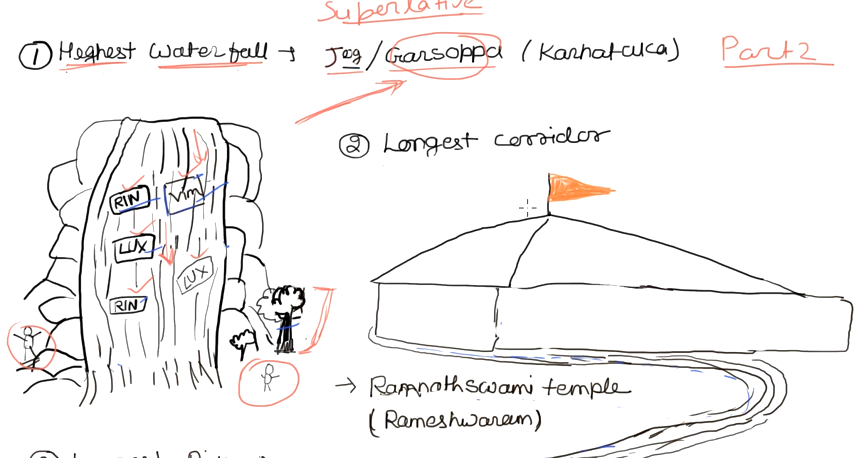 Superlative
① Heghest Waterfall → Jog/Garsoppa (Karnataka) Part 2
② Longest corridor
RIN Vim
LUX
LUX
RIN
→ Ramnathswami temple
(Rameshwaram)